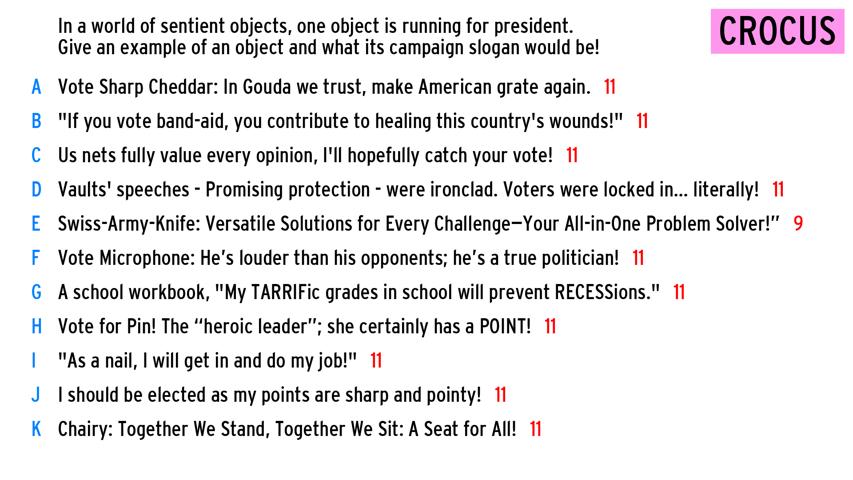 In a world of sentient objects, one object is running for president.
Give an example of an object and what its campaign slogan would be!
CROCUS
A Vote Sharp Cheddar: In Gouda we trust, make American grate again. 11
B "If you vote band-aid, you contribute to healing this country's wounds!" 11
C Us nets fully value every opinion, I'll hopefully catch your vote! 11
D Vaults' speeches - Promising protection - were ironclad. Voters were locked in... literally! 11
E Swiss-Army-Knife: Versatile Solutions for Every Challenge—Your All-in-One Problem Solver!” 9
F Vote Microphone: He’s louder than his opponents; he’s a true politician! 11
G A school workbook, "My TARRIFic grades in school will prevent RECESSions." 11
H Vote for Pin! The “heroic leader”; she certainly has a POINT! 11
I "As a nail, I will get in and do my job!" 11
J I should be elected as my points are sharp and pointy! 11
K Chairy: Together We Stand, Together We Sit: A Seat for All! 11